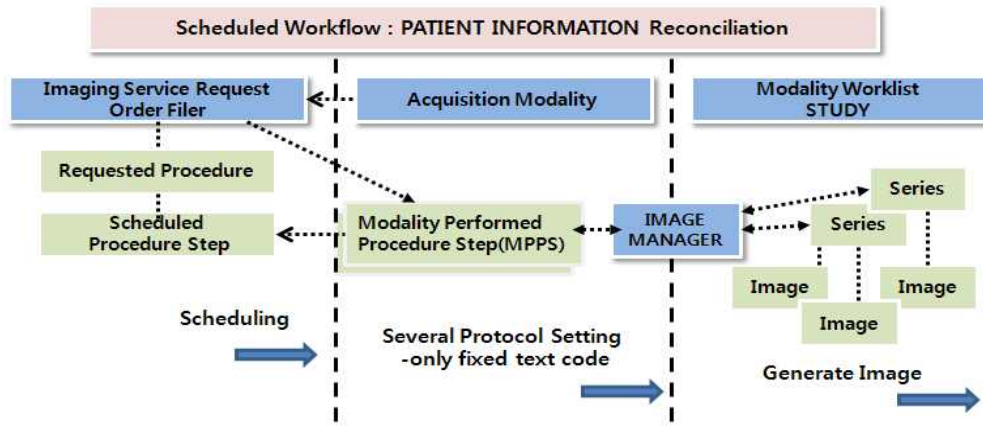 Scheduled Workflow : PATIENT INFORMATION Reconciliation
Imaging Service Request
Order Filer
Acquisition Modality
Modality Worklist
STUDY
Requested Procedure
Scheduled
Procedure Step
Modality Performed
Procedure Step(MPPS)
IMAGE
MANAGER
Series
Series
Image
Image
Image
Scheduling
Several Protocol Setting
-only fixed text code
Generate Image